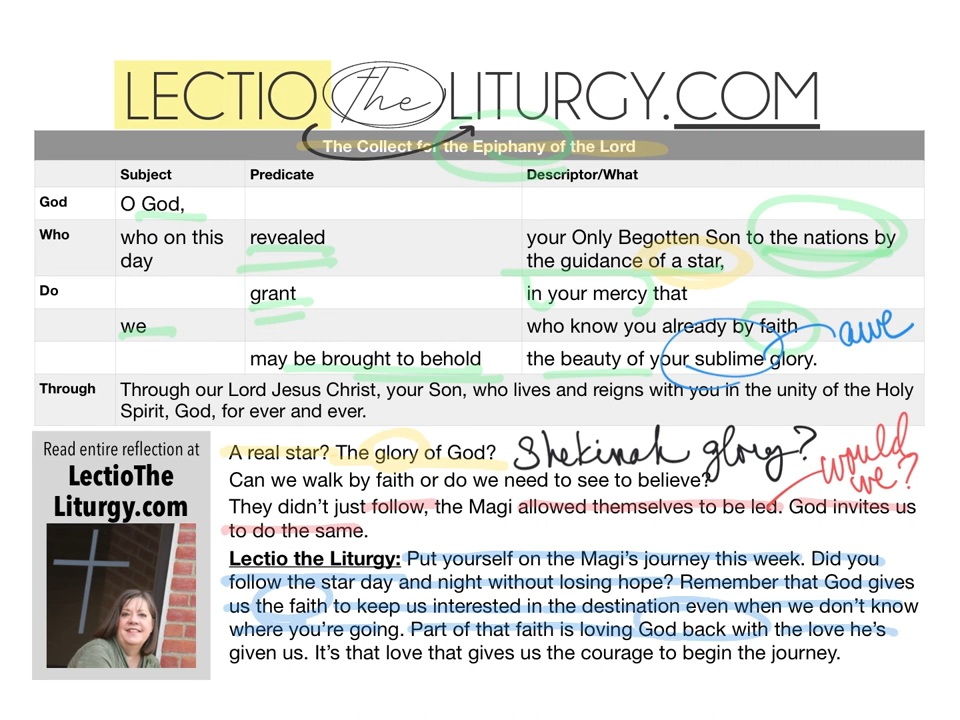 LECTIO the LITURGY.COM
The Collect for the Epiphany of the Lord
Subject Predicate Descriptor/What
God O God,
Who who on this day revealed your Only Begotten Son to the nations by the guidance of a star,
Do grant in your mercy that
we who know you already by faith
awe
may be brought to behold the beauty of your sublime glory.
Through Through our Lord Jesus Christ, your Son, who lives and reigns with you in the unity of the Holy
Spirit, God, for ever and ever.
Read entire reflection at
LectioThe
Liturgy.com
A real star? The glory of God?
Shekinah glory?
Can we walk by faith or do we need to see to believe?
would
we?
They didn't just follow, the Magi allowed themselves to be led. God invites us
to do the same.
Lectio the Liturgy: Put yourself on the Magi's journey this week. Did you
follow the star day and night without losing hope? Remember that God gives
us the faith to keep us interested in the destination even when we don't know
where you're going. Part of that faith is loving God back with the love he's
given us. It's that love that gives us the courage to begin the journey.